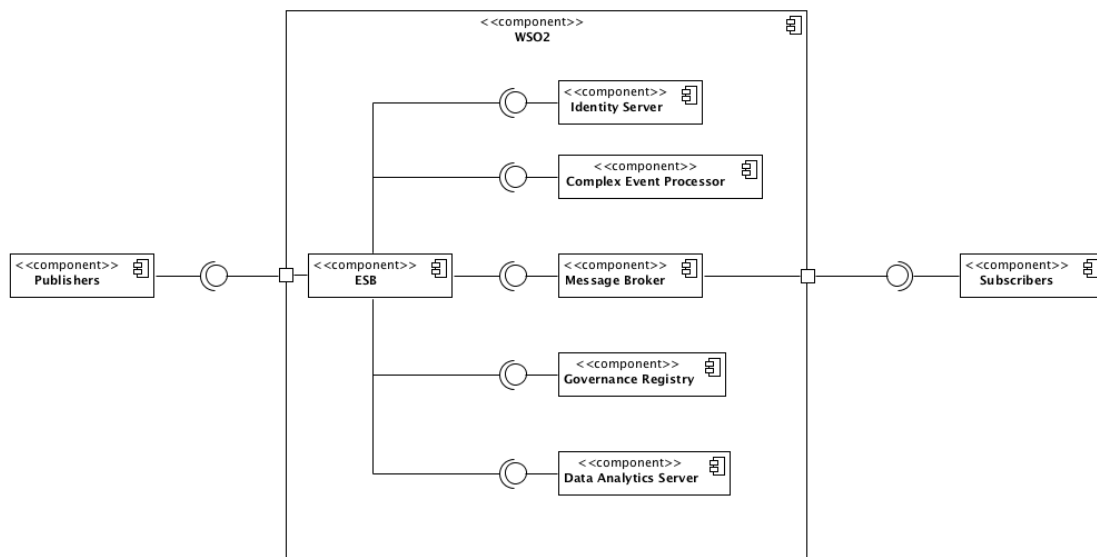 <<component>>
WSO2
<<component>>
Identity Server
<<component>>
Complex Event Processor
<<component>>
Publishers
<<component>>
ESB
<<component>>
Message Broker
<<component>>
Subscribers
<<component>>
Governance Registry
<<component>>
Data Analytics Server